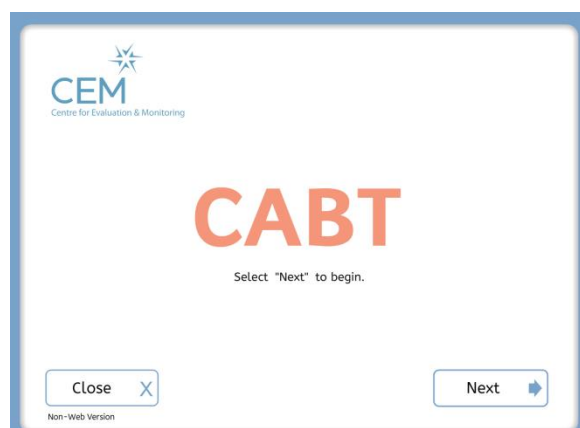 CEM
Centre for Evaluation & Monitoring
CABT
Select "Next" to begin.
Close X
Next
Non-Web Version